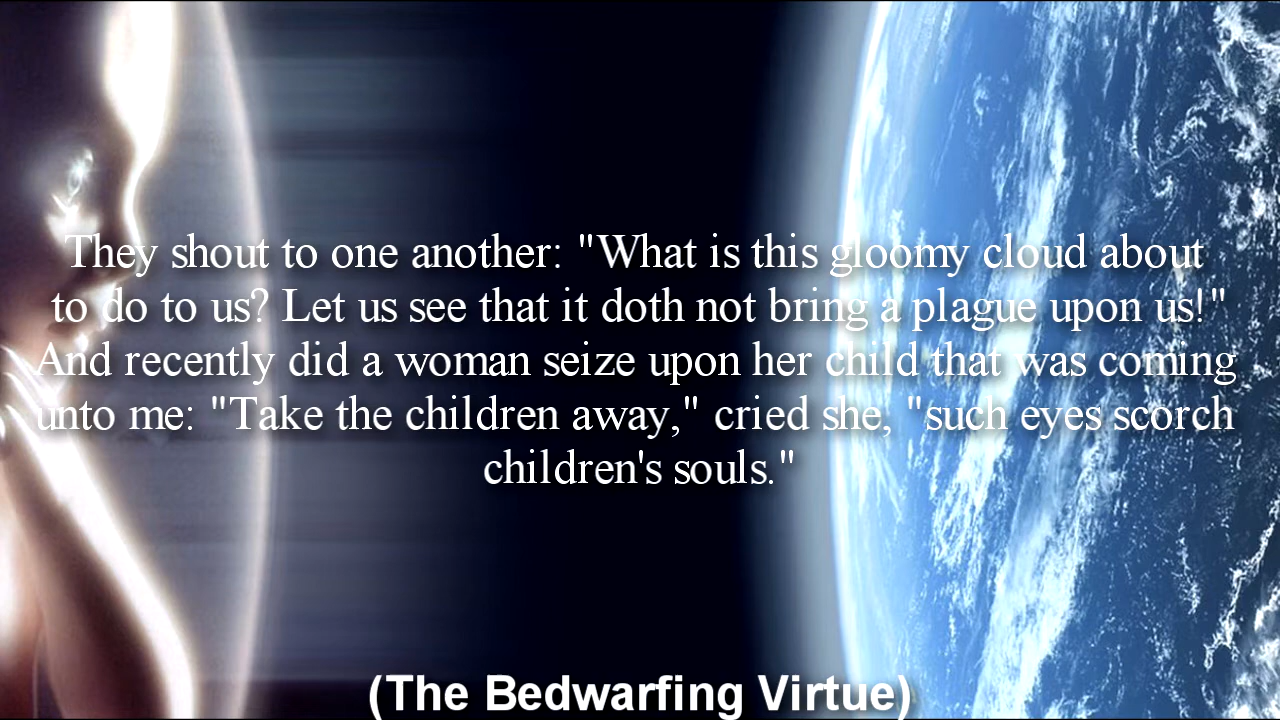 They shout to one another: "What is this gloomy cloud about
to do to us? Let us see that it doth not bring a plague upon us!"
And recently did a woman seize upon her child that was coming
unto me: "Take the children away," cried she, "such eyes scorch
children's souls."
(The Bedwarfing Virtue)